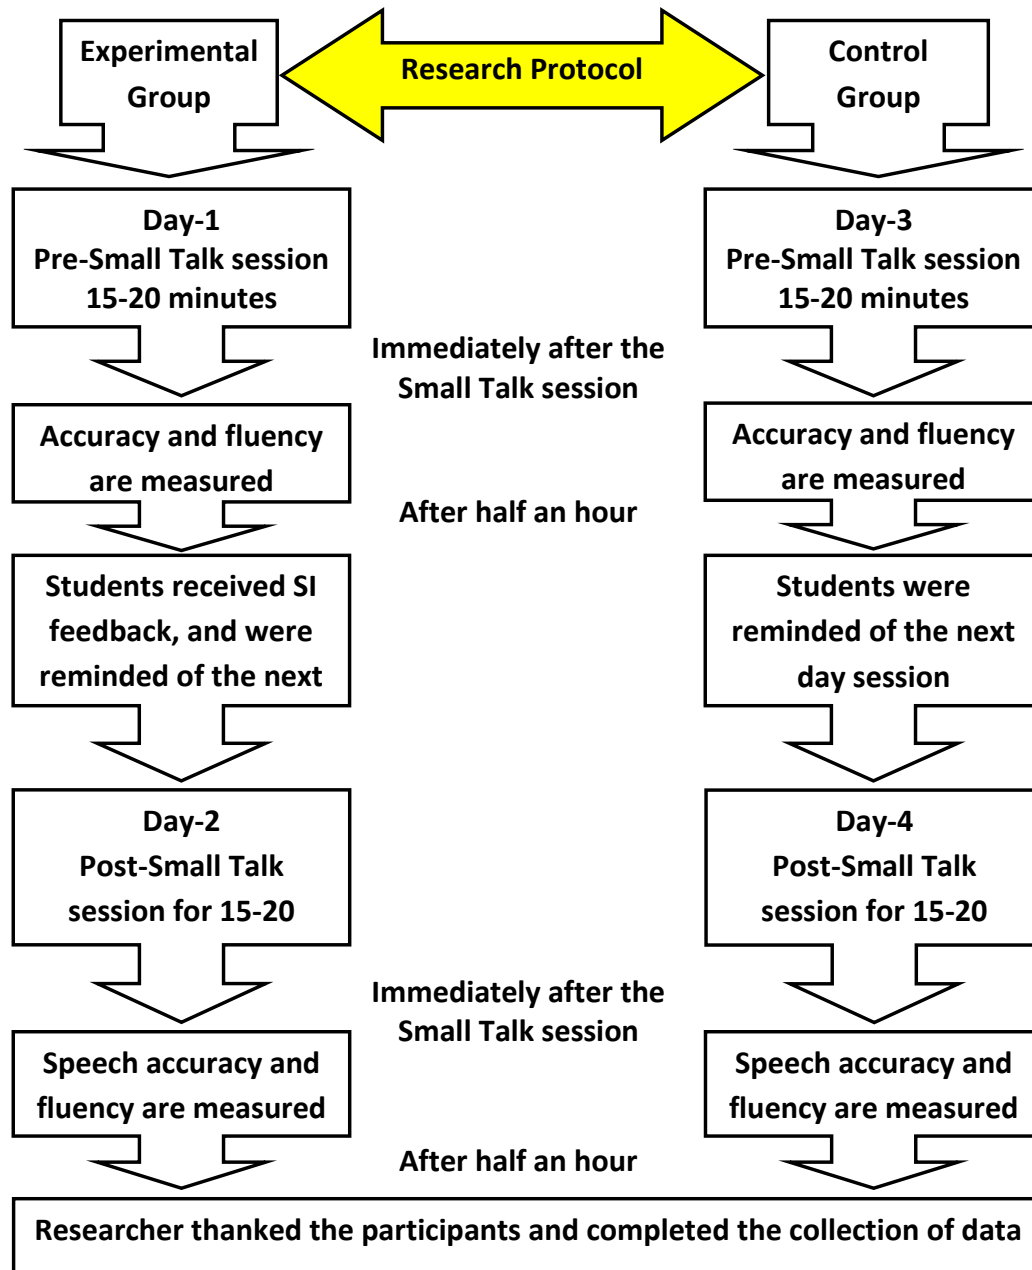 Experimental
Group
Research Protocol
Control
Group
Day-1
Pre-Small Talk session
15-20 minutes
Day-3
Pre-Small Talk session
15-20 minutes
Immediately after the
Small Talk session
Accuracy and fluency
are measured
Accuracy and fluency
are measured
After half an hour
Students received SI
feedback, and were
reminded of the next
Students were
reminded of the next
day session
Day-2
Post-Small Talk
session for 15-20
Day-4
Post-Small Talk
session for 15-20
Immediately after the
Small Talk session
Speech accuracy and
fluency are measured
Speech accuracy and
fluency are measured
After half an hour
Researcher thanked the participants and completed the collection of data